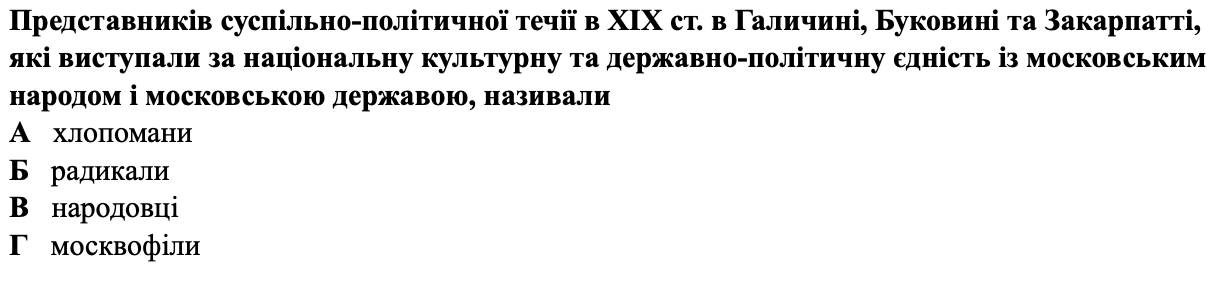 Представників суспільно-політичної течії в XIX ст. в Галичині, Буковині та Закарпатті,
які виступали за національну культурну та державно-політичну єдність із московським
народом і московською державою, називали
А хлопомани
Б радикали
В народовці
Г москвофіли